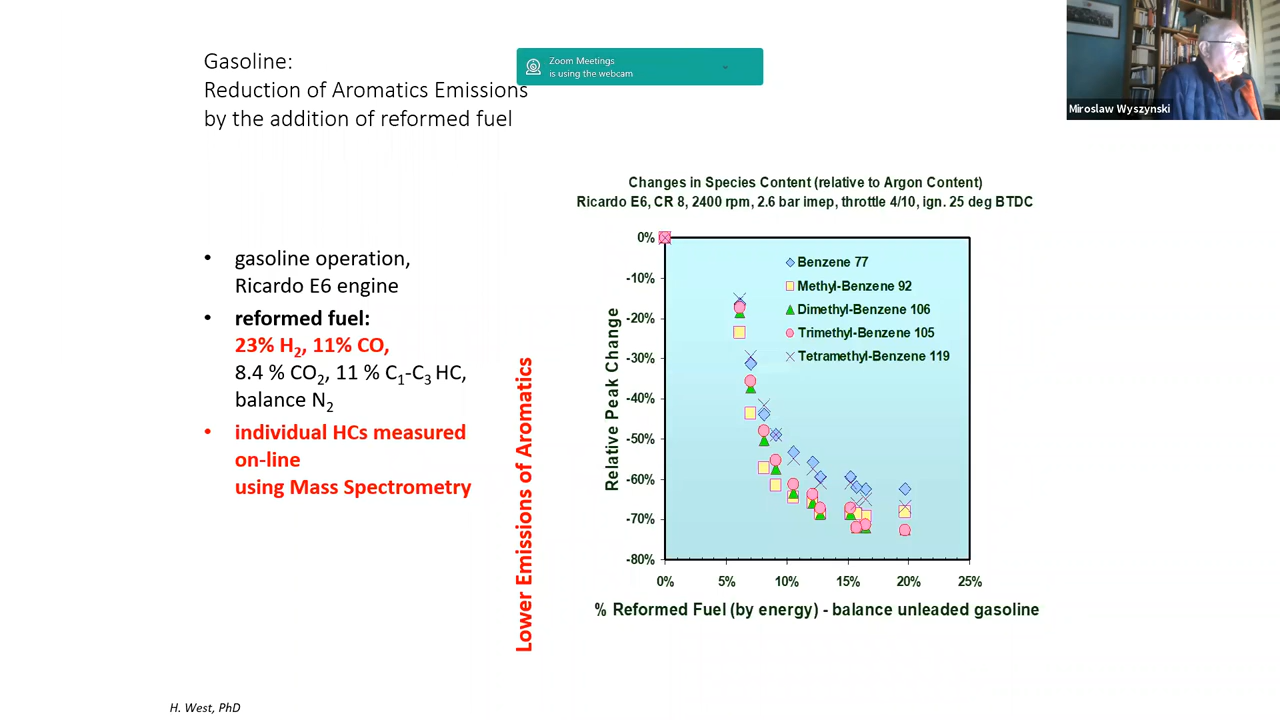 Gasoline:
Reduction of Aromatics Emissions
by the addition of reformed fuel
Zoom Meetings
is using the webcam
Miroslaw Wyszynski
• gasoline operation,
Ricardo E6 engine
• reformed fuel:
23% H2, 11% CO,
8.4 % CO2, 11 % C1-C3 HC,
balance N2
• individual HCs measured
on-line
using Mass Spectrometry
Lower Emissions of Aromatics
Changes in Species Content (relative to Argon Content)
Ricardo E6, CR 8, 2400 rpm, 2.6 bar imep, throttle 4/10, ign. 25 deg BTDC
Relative Peak Change
0%
-10%
-20%
-30%
-40%
-50%
-60%
-70%
-80%
Benzene 77
Methyl-Benzene 92
Dimethyl-Benzene 106
Trimethyl-Benzene 105
Tetramethyl-Benzene 119
0% 5% 10% 15% 20% 25%
% Reformed Fuel (by energy) - balance unleaded gasoline
H. West, PhD